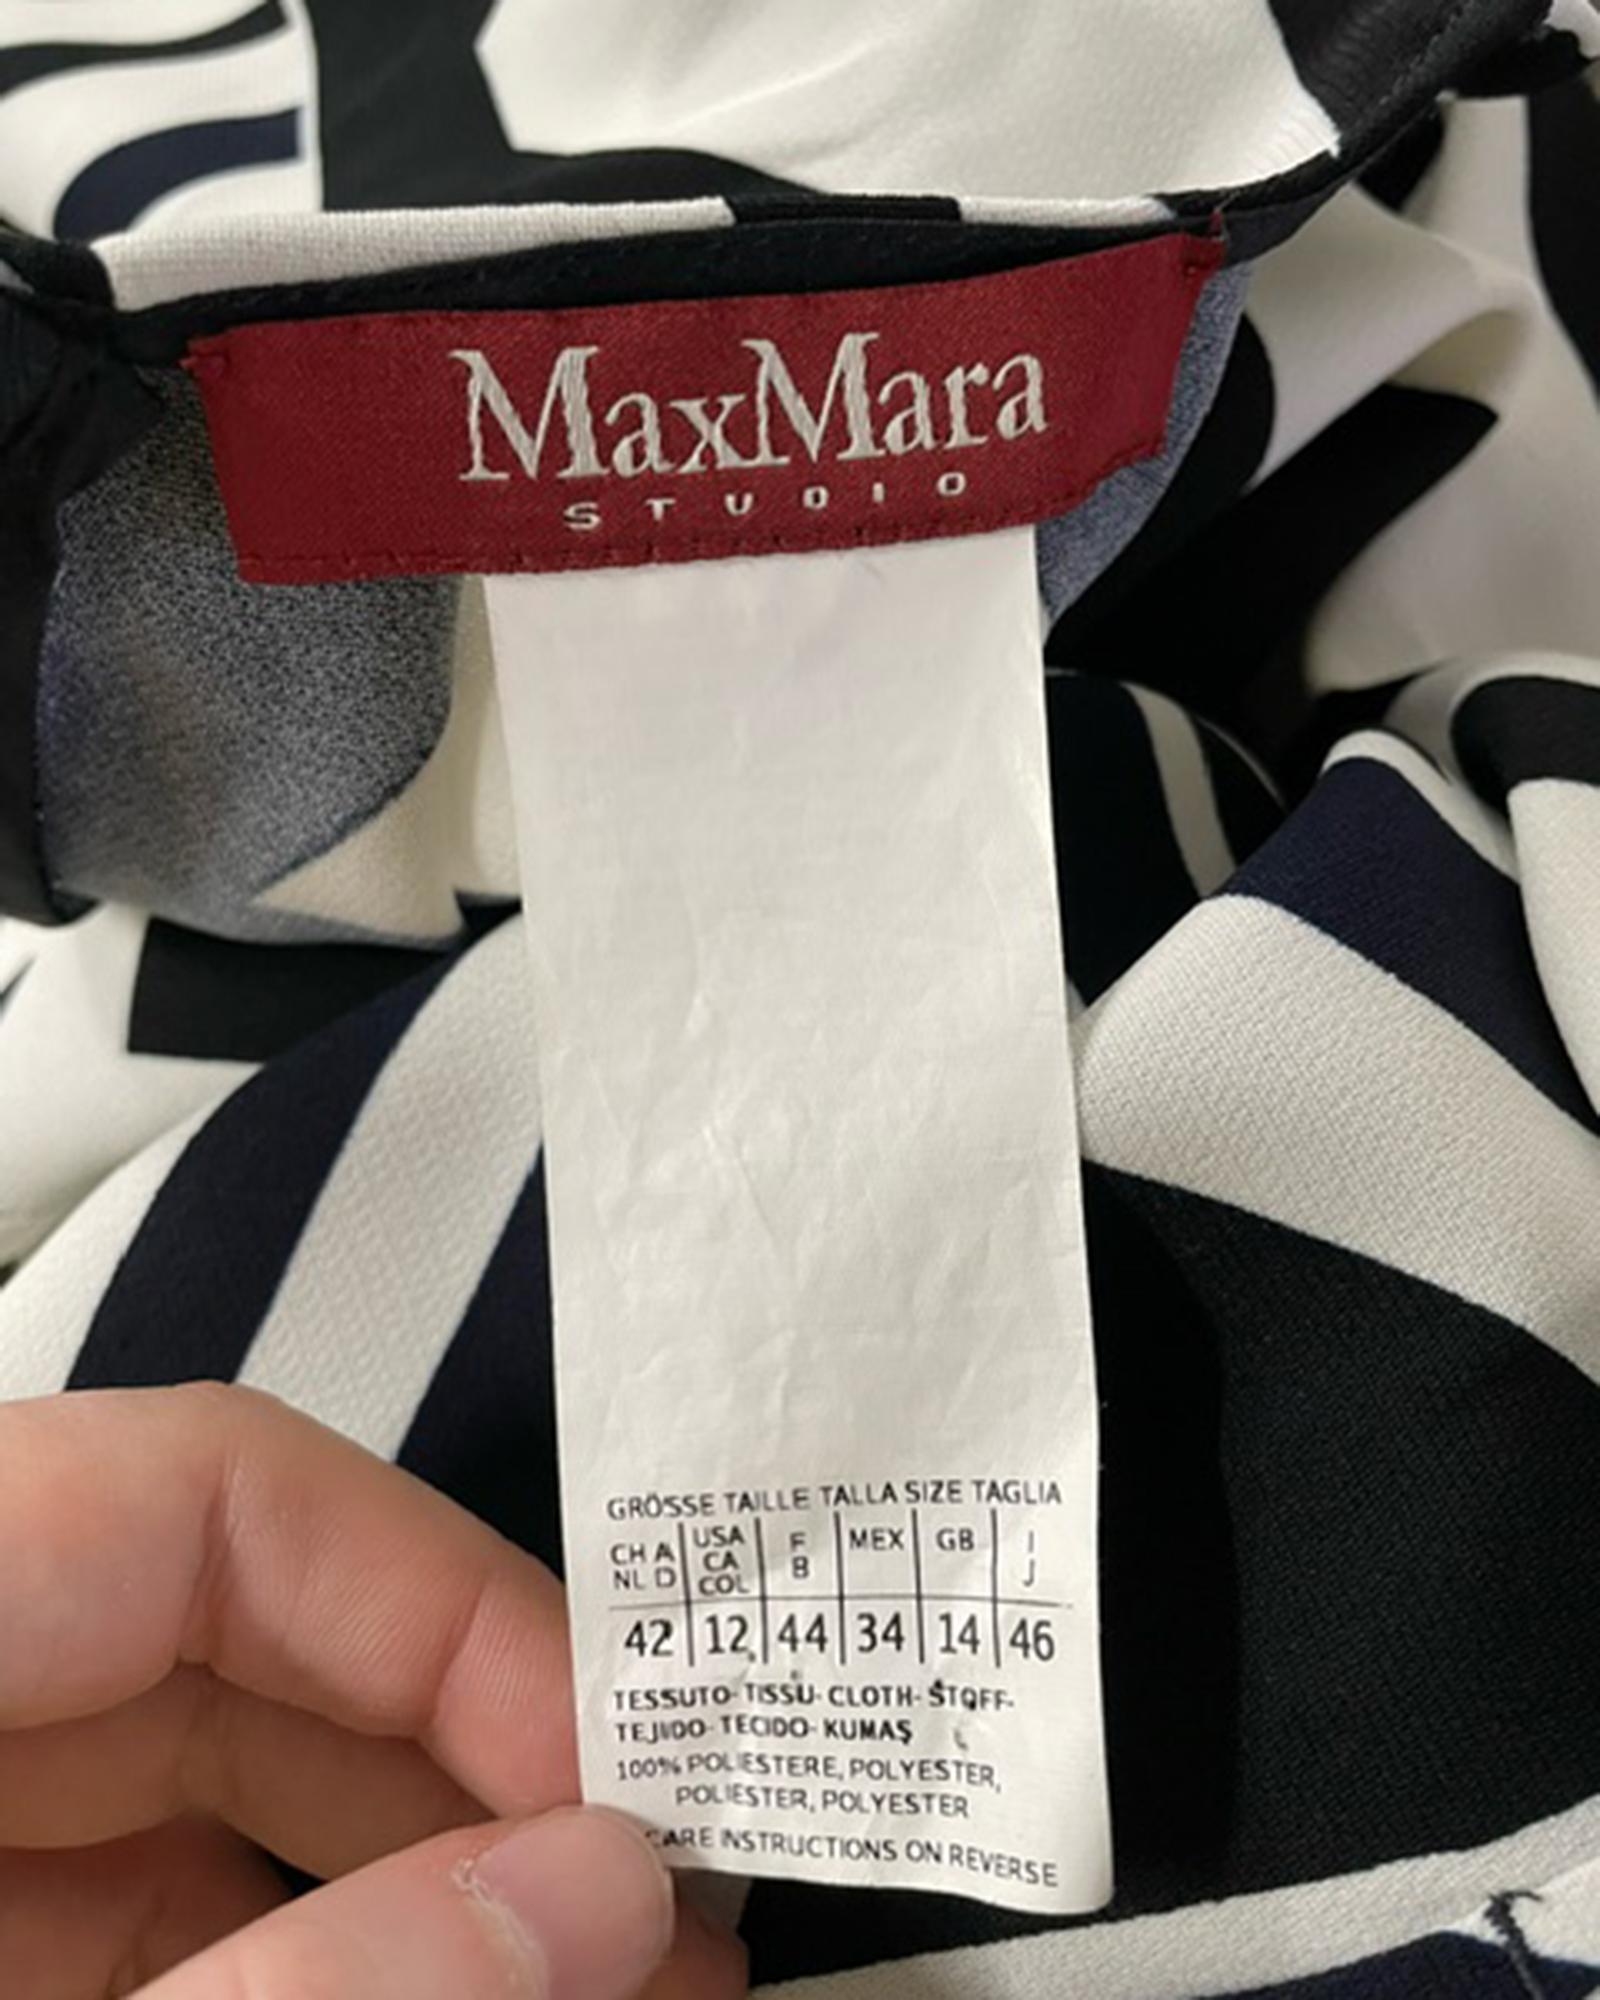 MaxMara
STUDIO
GRÖSSE TAILLE TALLA SIZE TAGLIA
CH A NL D | USA CA COL | F B | MEX | GB | I J
42 | 12 | 44 | 34 | 14 | 46
TESSUTO-TISSU-CLOTH-STOFF-
TEJIDO-TECIDO-KUMAŞ
100% POLIESTERE, POLYESTER,
POLIESTER, POLYESTER
CARE INSTRUCTIONS ON REVERSE